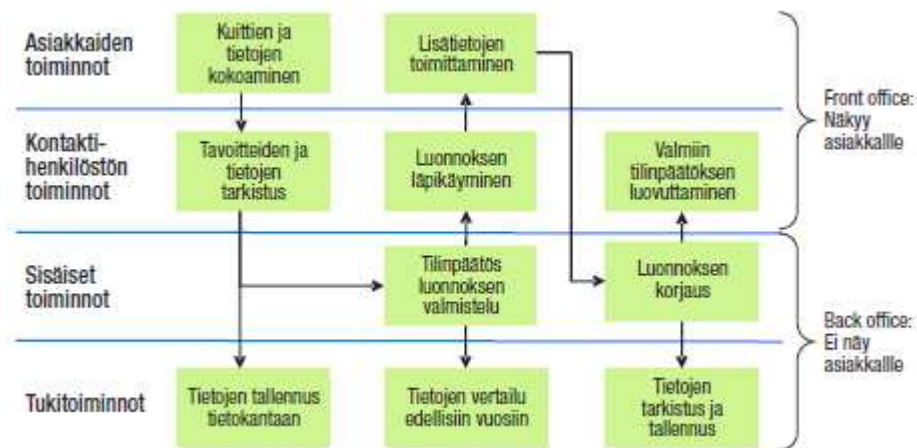 Asiakkaiden
toiminnot
Kuittien ja
tietojen
kokoaminen
Lisätietojen
toimittaminen
Kontakti-
henkilöstön
toiminnot
Tavoitteiden ja
tietojen
tarkistus
Luonnoksen
läpikäyminen
Valmiin
tilinpäätöksen
luovuttaminen
Front office:
Näkyy
asiakkallle
Sisäiset
toiminnot
Tilinpäätös
luonnoksen
valmistelu
Luonnoksen
korjaus
Tukitoiminnot
Tietojen tallennus
tietokantaan
Tietojen vertailu
edellisiin vuosiin
Tietojen
tarkistus ja
tallennus
Back office:
Ei näy
asiakkallle